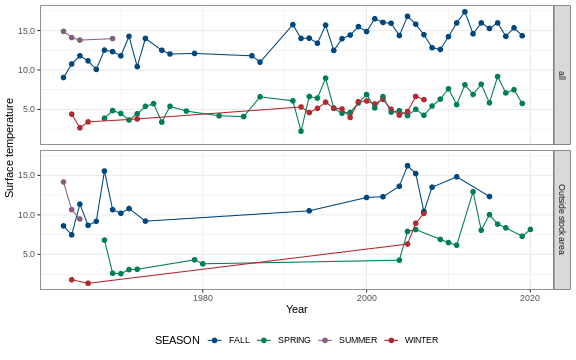 15.0
10.0
5.0
all
Surface temperature
15.0
10.0
5.0
Outside stock area
1980
2000
2020
Year
SEASON FALL SPRING SUMMER WINTER